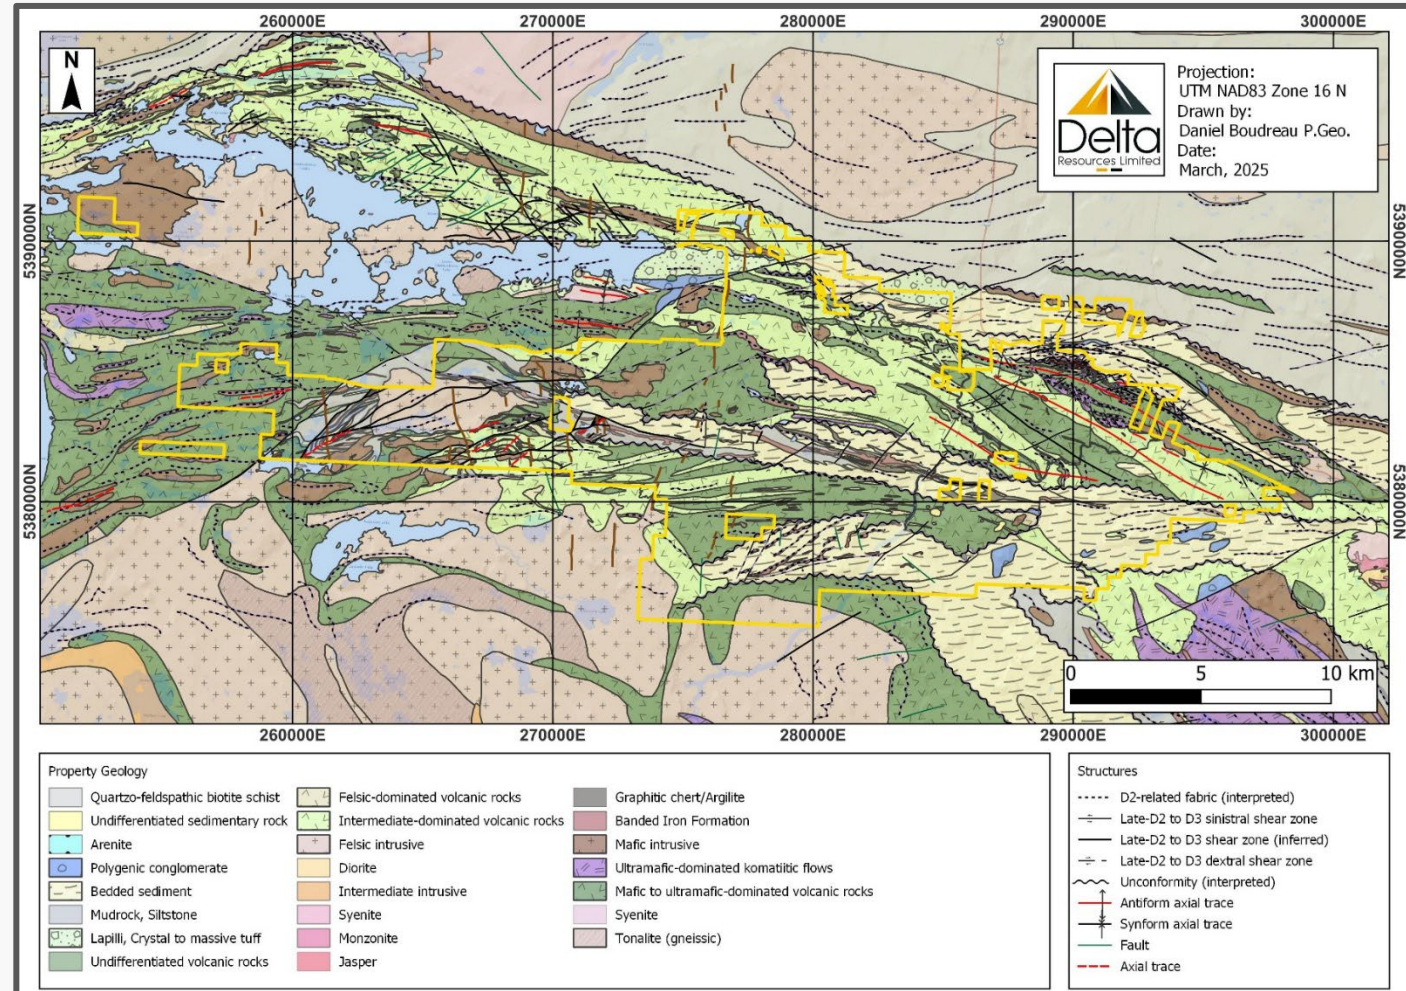 260000E
270000E
280000E
290000E
300000E
N
Delta
Resources Limited
Projection:
UTM NAD83 Zone 16 N
Drawn by:
Daniel Boudreau P.Geo.
Date:
March, 2025
5390000N
5390000N
5380000N
5380000N
0 5 10 km
260000E
270000E
280000E
290000E
300000E
Property Geology
Quartzo-feldspathic biotite schist
Undifferentiated sedimentary rock
Arenite
Polygenic conglomerate
Bedded sediment
Mudrock, Siltstone
Lapilli, Crystal to massive tuff
Undifferentiated volcanic rocks
Felsic-dominated volcanic rocks
Intermediate-dominated volcanic rocks
Felsic intrusive
Diorite
Intermediate intrusive
Syenite
Monzonite
Jasper
Graphitic chert/Argilite
Banded Iron Formation
Mafic intrusive
Ultramafic-dominated komatiitic flows
Mafic to ultramafic-dominated volcanic rocks
Syenite
Tonalite (gneissic)
Structures
D2-related fabric (interpreted)
Late-D2 to D3 sinistral shear zone
Late-D2 to D3 shear zone (inferred)
Late-D2 to D3 dextral shear zone
Unconformity (interpreted)
Antiform axial trace
Synform axial trace
Fault
Axial trace